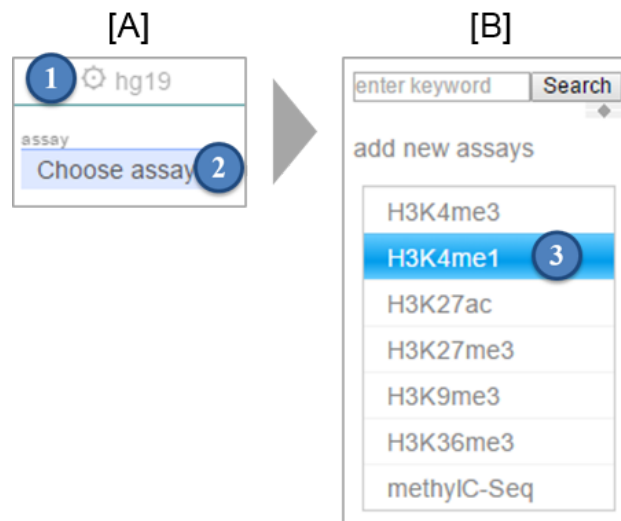 [A]
[B]
1 hg19
assay
Choose assay 2
enter keyword Search
add new assays
H3K4me3
H3K4me1 3
H3K27ac
H3K27me3
H3K9me3
H3K36me3
methylC-Seq